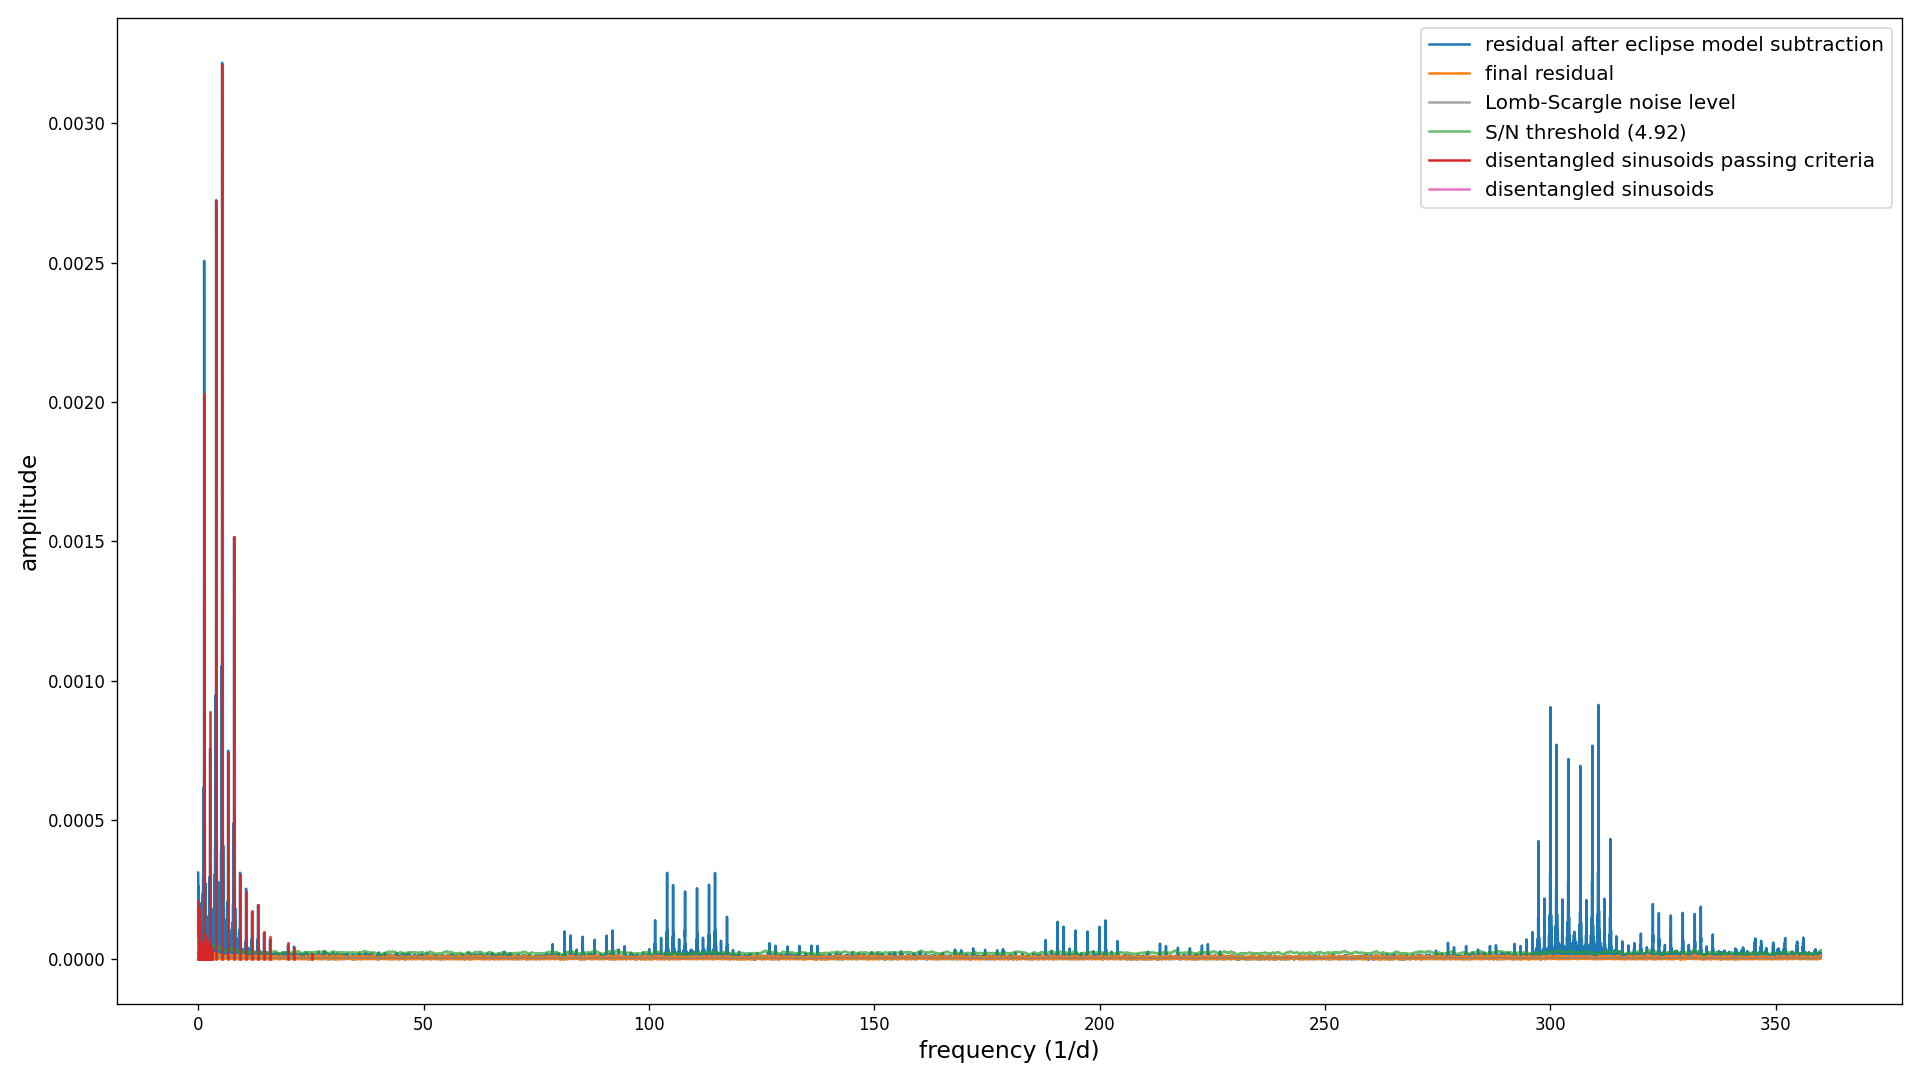 residual after eclipse model subtraction
final residual
Lomb-Scargle noise level
S/N threshold (4.92)
disentangled sinusoids passing criteria
disentangled sinusoids
0.0030
0.0025
0.0020
0.0015
0.0010
0.0005
0.0000
amplitude
0 50 100 150 200 250 300 350
frequency (1/d)